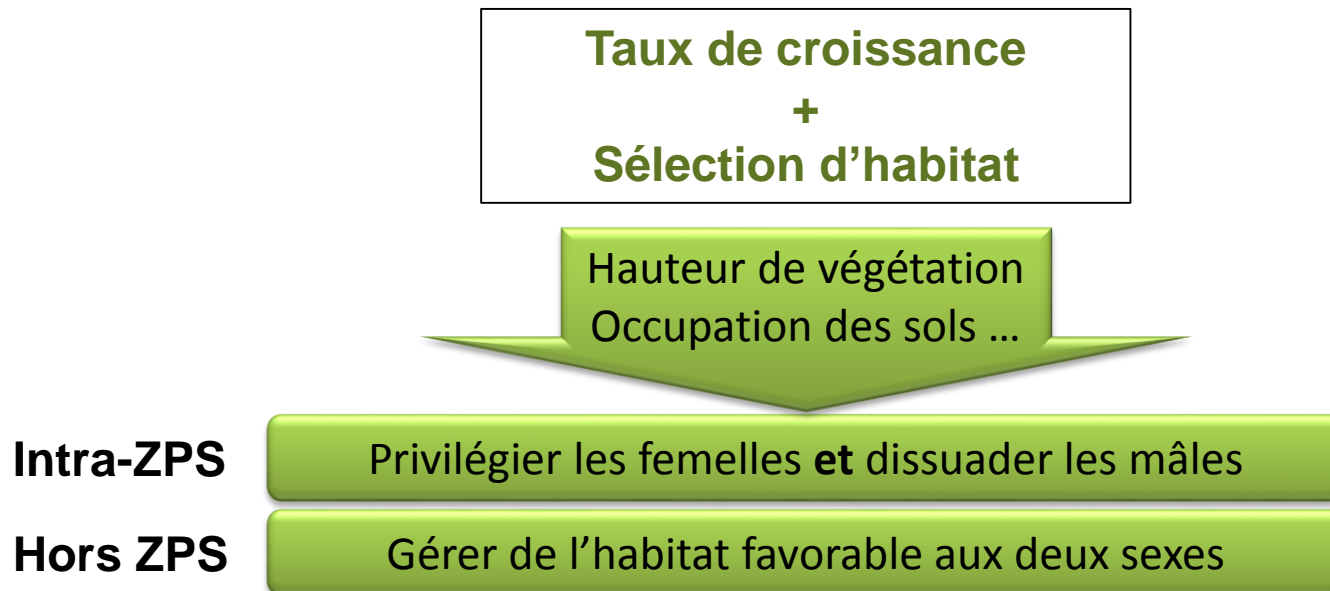 Taux de croissance
+
Sélection d’habitat
Hauteur de végétation
Occupation des sols …
Intra-ZPS
Privilégier les femelles et dissuader les mâles
Hors ZPS
Gérer de l’habitat favorable aux deux sexes